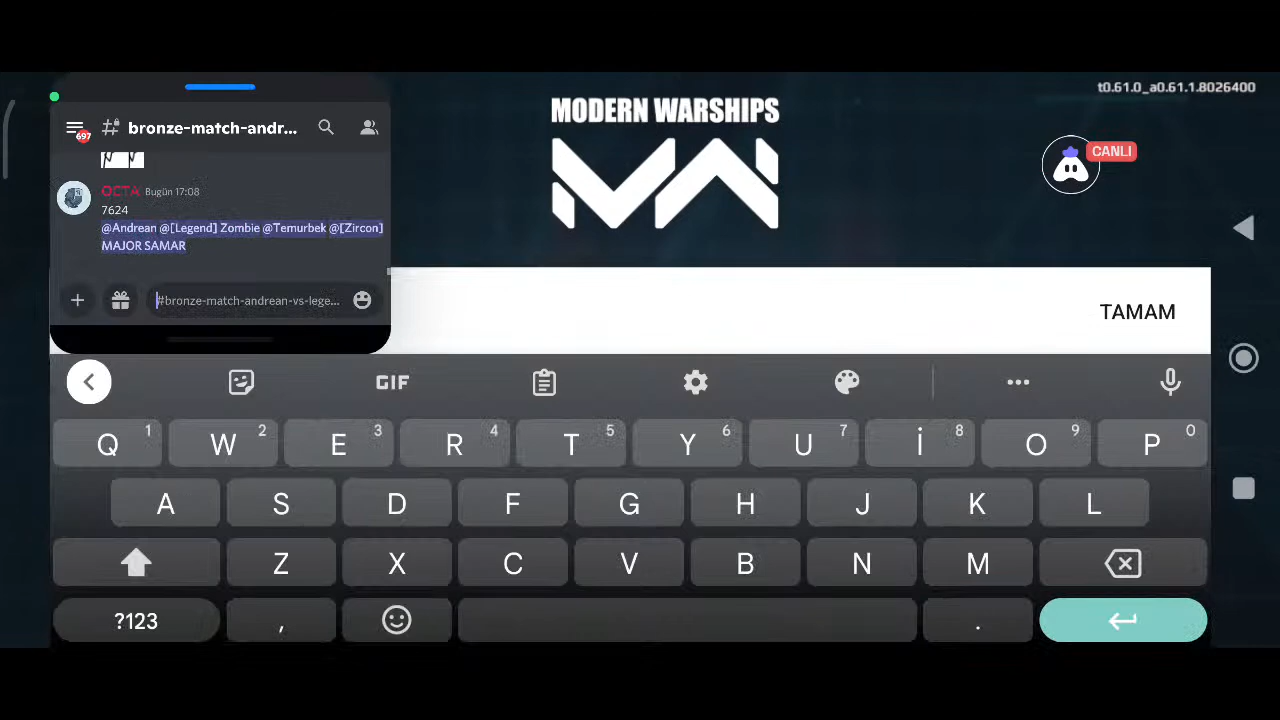 t0.61.0_a0.61.1.8026400
MODERN WARSHIPS
CANLI
697
bronze-match-andr...
OCTA Bugün 17:08
7624
@Andrean @[Legend] Zombie @Temurbek @[Zircon]
MAJOR SAMAR
#bronze-match-andrean-vs-lege...
TAMAM
GIF
Q 1 W 2 E 3 R 4 T 5 Y 6 U 7 İ 8 O 9 P 0
A S D F G H J K L
Z X C V B N M
?123 , .